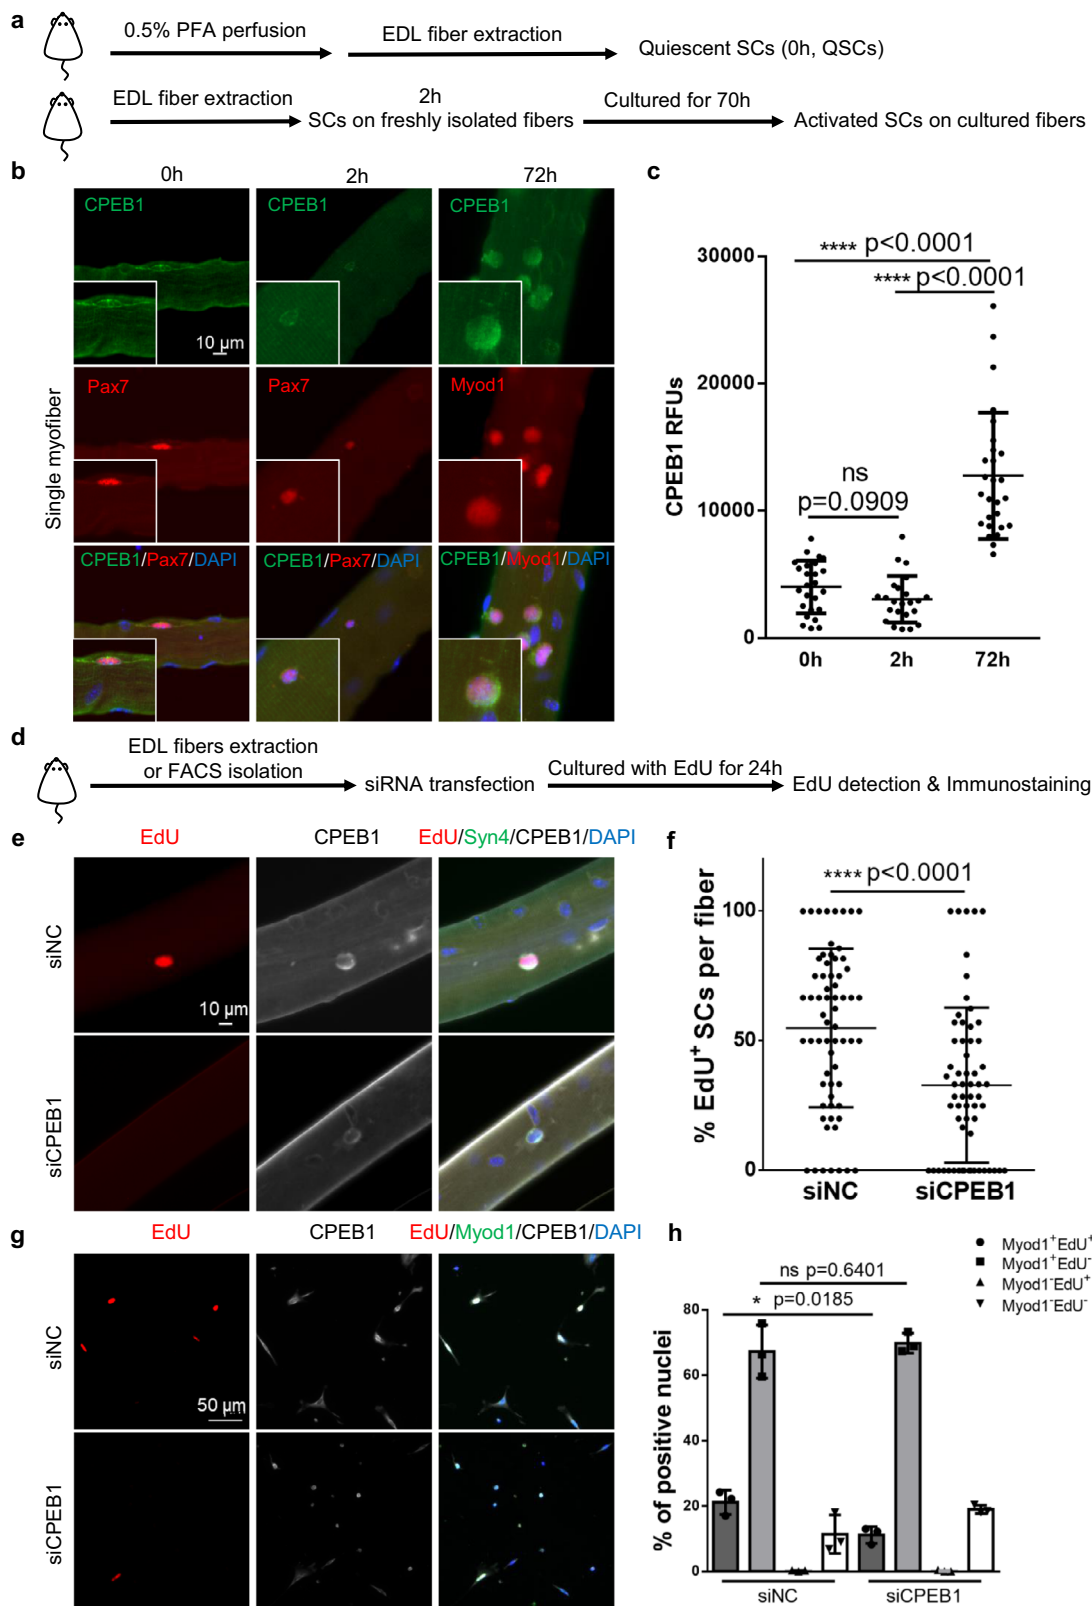 a
0.5% PFA perfusion
EDL fiber extraction
Quiescent SCs (0h, QSCs)
EDL fiber extraction
2h
SCs on freshly isolated fibers
Cultured for 70h
Activated SCs on cultured fibers
b
0h
2h
72h
Single myofiber
CPEB1
CPEB1
CPEB1
10 µm
Pax7
Pax7
Myod1
CPEB1/Pax7/DAPI
CPEB1/Pax7/DAPI
CPEB1/Myod1/DAPI
c
CPEB1 RFUs
30000
20000
10000
0
**** p<0.0001
**** p<0.0001
ns
p=0.0909
0h
2h
72h
d
EDL fibers extraction
or FACS isolation
siRNA transfection
Cultured with EdU for 24h
EdU detection & Immunostaining
e
EdU
CPEB1
EdU/Syn4/CPEB1/DAPI
siNC
10 µm
siCPEB1
f
% EdU+ SCs per fiber
100
50
0
**** p<0.0001
siNC
siCPEB1
g
EdU
CPEB1
EdU/Myod1/CPEB1/DAPI
siNC
50 µm
siCPEB1
h
Myod1+EdU+
Myod1+EdU-
Myod1-EdU+
Myod1-EdU-
ns p=0.6401
* p=0.0185
% of positive nuclei
80
60
40
20
0
siNC
siCPEB1